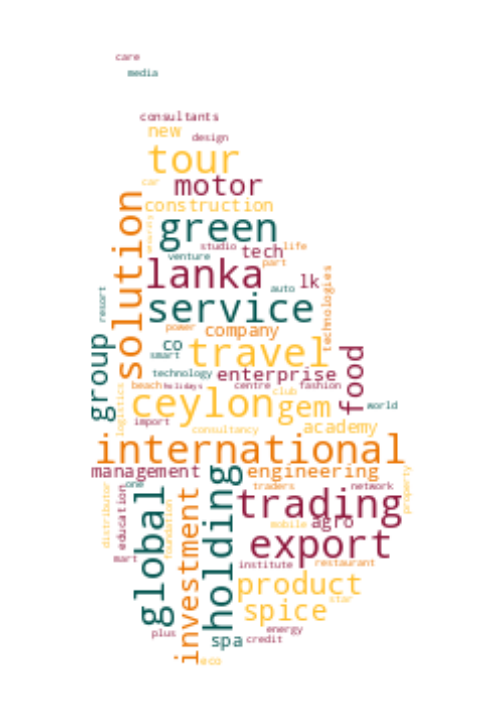 care
media
consultants
new
design
tour
car
motor
solution
construction
security
green
studio
tech
life
venture
part
lanka
lk
auto
resort
technologies
service
power
company
group
co
smart
travel
food
technology
enterprise
beach
holidays
centre
fashion
logistics
ceylon
club
gem
world
import
consultancy
academy
international
management
engineering
property
one
distributor
education
global
foundation
investment
holding
traders
network
trading
mobile
agro
export
mart
institute
restaurant
product
star
spice
plus
energy
spa
credit
eco